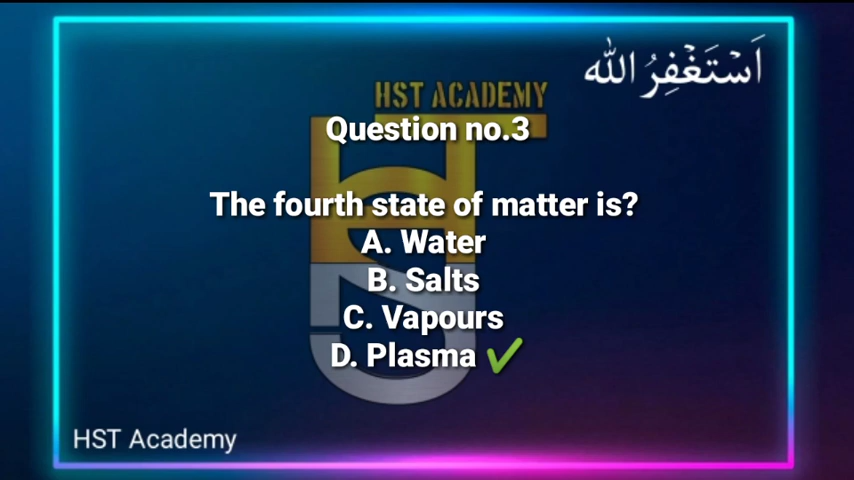 اَسْتَغْفِرُ اللّٰه
HST ACADEMY
Question no.3
The fourth state of matter is?
A. Water
B. Salts
C. Vapours
D. Plasma ✔
HST Academy